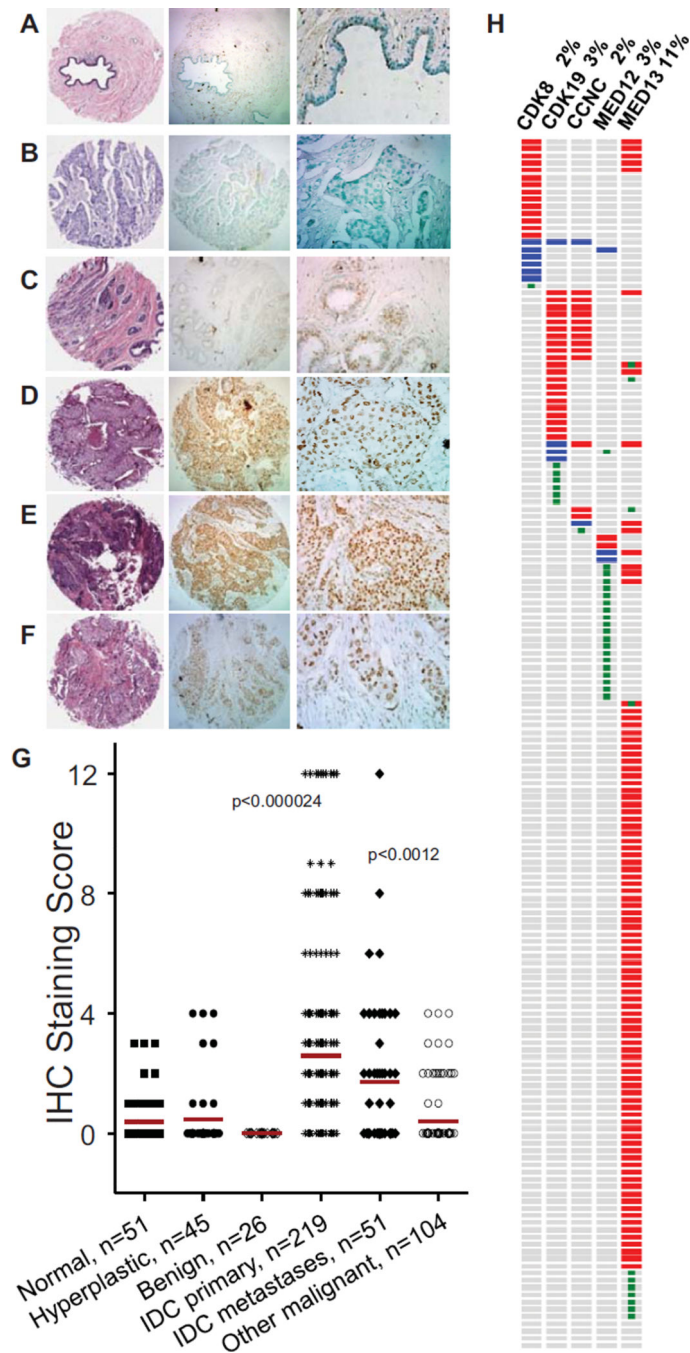 A
B
C
D
E
F
G
IHC Staining Score
12
8
4
0
p<0.000024
p<0.0012
Normal, n=51
Hyperplastic, n=45
Benign, n=26
IDC primary, n=219
IDC metastases, n=51
Other malignant, n=104
H
CDK8 2%
CDK19 3%
CCNC 2%
MED12 3%
MED13 11%